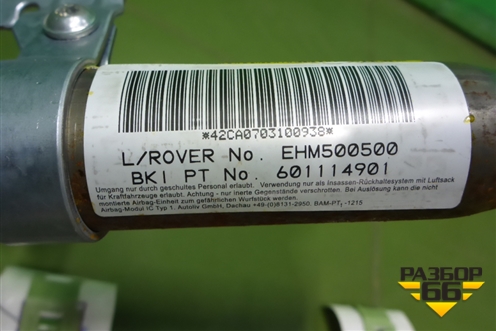 *42CA0703100938*
L/ROVER No. EHM500500
BKI PT No. 601114901
Umgang nur durch geschultes Personal erlaubt. Verwendung nur als Insassen-Rückhaltesystem mit Luftsack
für Kraftfahrzeuge erlaubt. Achtung - nur inerte Gegenstände verschrotten. Bei Auslösung kann die nicht
montierte Airbag-Einheit zum gefährlichen Wurfstück werden.
Airbag-Modul IC Typ 1, Autoliv GmbH, Dachau +49-(0)8131-2950, BAM-PT₁ -1215
РАЗБОР
66